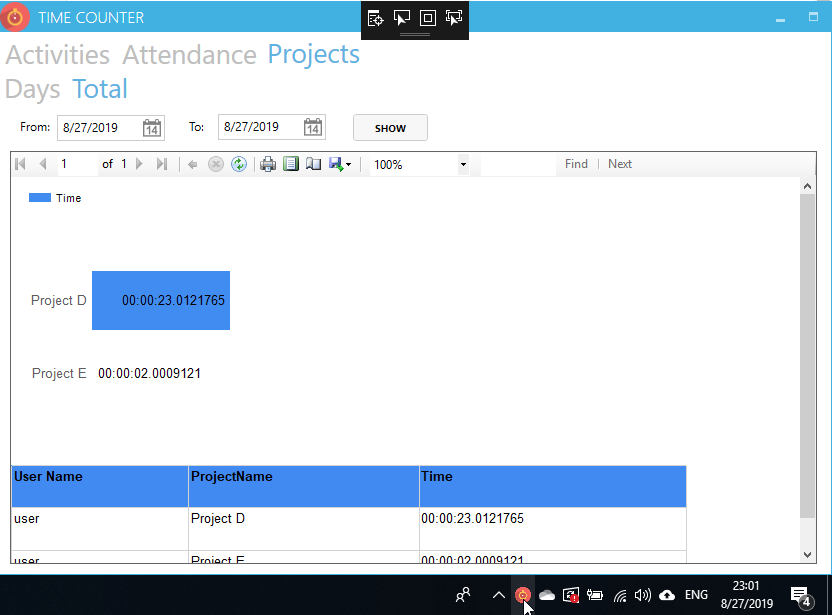 TIME COUNTER
Activities Attendance Projects
Days Total
From: 8/27/2019 14 To: 8/27/2019 14 SHOW
1 of 1 100% Find Next
Time
Project D 00:00:23.0121765
Project E 00:00:02.0009121
User Name ProjectName Time
user Project D 00:00:23.0121765
user Project E 00:00:02.0009121
ENG 23:01
8/27/2019 4